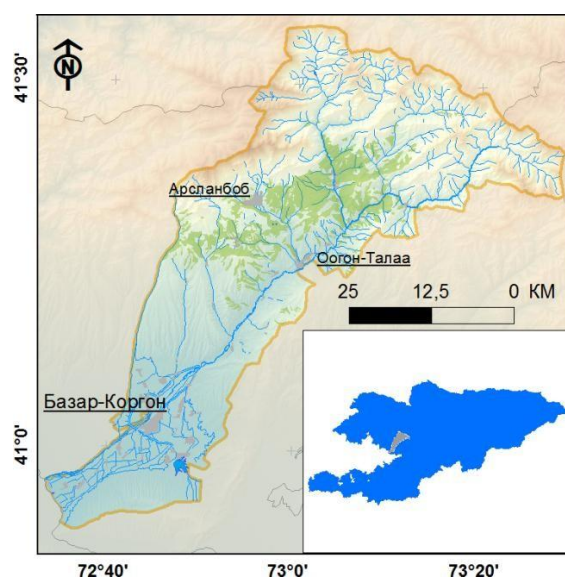 N
41°30'
Арсланбоб
Оогон-Талаа
25 12,5 0 КМ
Базар-Коргон
41°0'
72°40' 73°0' 73°20'